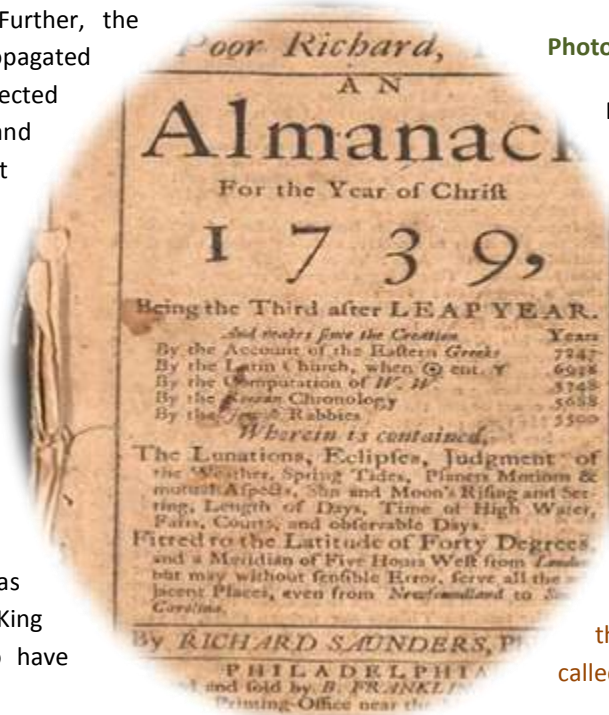 Further, the
opagated
ected
and
t
as
King
have
Poor Richard,
AN
Almanack
For the Year of Chriſt
1739,
Being the Third after LEAP YEAR.
And makes ſince the Creation Years
By the Account of the Eaſtern Greeks 7247
By the Latin Church, when ☉ ent. ♈
By the Computation of W. W. 5748
By the Roman Chronology 5688
By the Jewiſh Rabbies 5500
Wherein is contained,
The Lunations, Eclipſes, Judgment of
the Weather, Spring Tides, Planets Motions &
mutual Aſpects, Sun and Moon's Riſing and Set-
ting, Length of Days, Time of High Water,
Fairs, Courts, and obſervable Days.
Fitted to the Latitude of Forty Degrees,
and a Meridian of Five Hours Weſt from London
but may without ſenſible Error, ſerve all the
jacent Places, even from Newfoundland to
Carolina.
By RICHARD SAUNDERS,
PHILADELPHIA
and ſold by B. FRANKLIN
Printing-Office near the
Photo
th
called